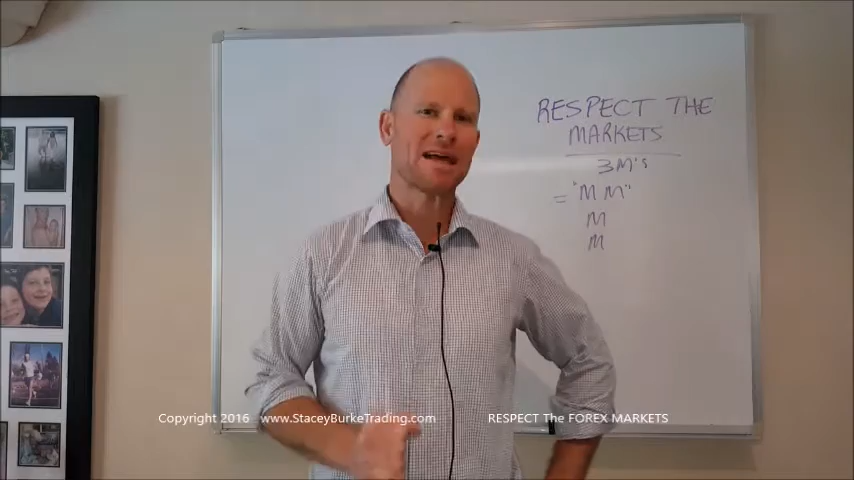 RESPECT THE
MARKETS
3M's
= "M M"
M
M
Copyright 2016 www.StaceyBurkeTrading.com RESPECT The FOREX MARKETS